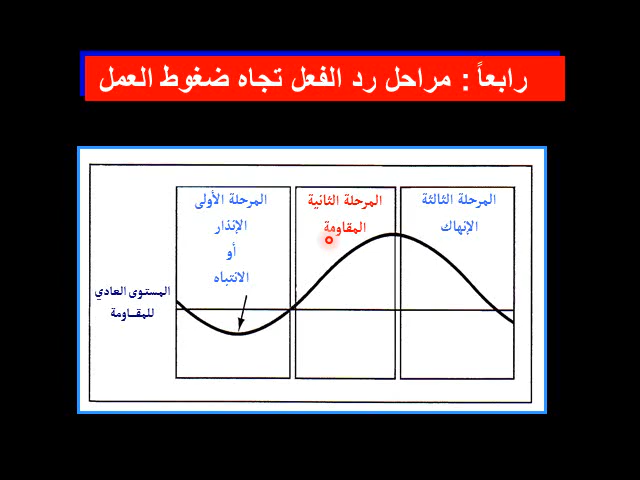 رابعاً : مراحل رد الفعل تجاه ضغوط العمل
المرحلة الأولى
الإنذار
أو
الانتباه
المرحلة الثانية
المقاومة
المرحلة الثالثة
الإنهاك
المستوى العادي
للمقـاومة